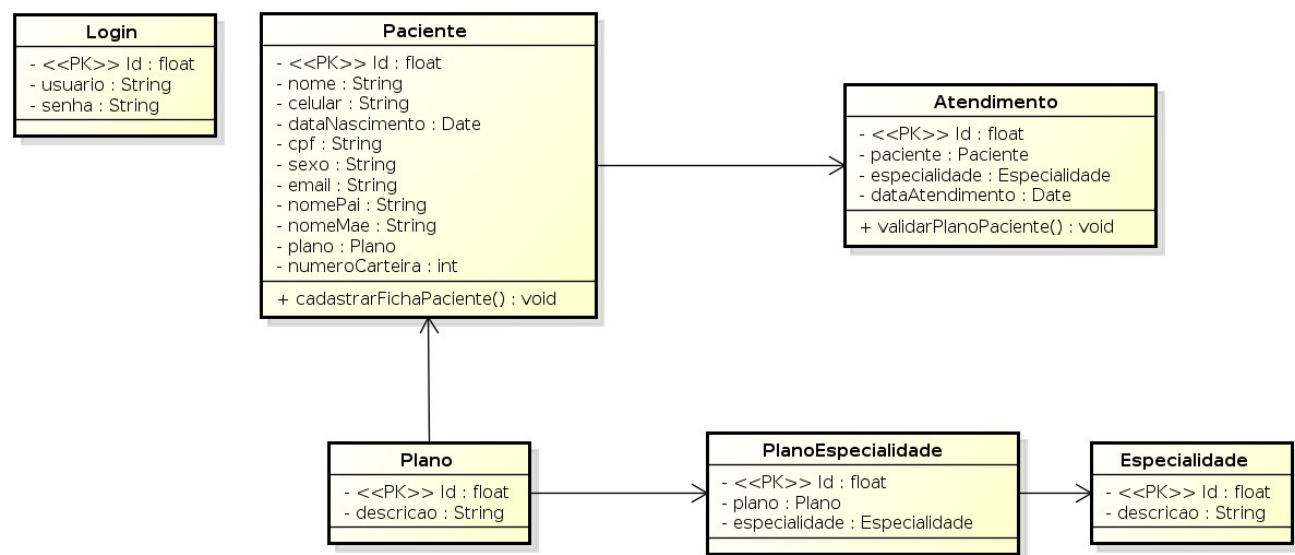 Login
- <<PK>> Id : float
- usuario : String
- senha : String
Paciente
- <<PK>> Id : float
- nome : String
- celular : String
- dataNascimento : Date
- cpf : String
- sexo : String
- email : String
- nomePai : String
- nomeMae : String
- plano : Plano
- numeroCarteira : int
+ cadastrarFichaPaciente() : void
Atendimento
- <<PK>> Id : float
- paciente : Paciente
- especialidade : Especialidade
- dataAtendimento : Date
+ validarPlanoPaciente() : void
Plano
- <<PK>> Id : float
- descricao : String
PlanoEspecialidade
- <<PK>> Id : float
- plano : Plano
- especialidade : Especialidade
Especialidade
- <<PK>> Id : float
- descricao : String